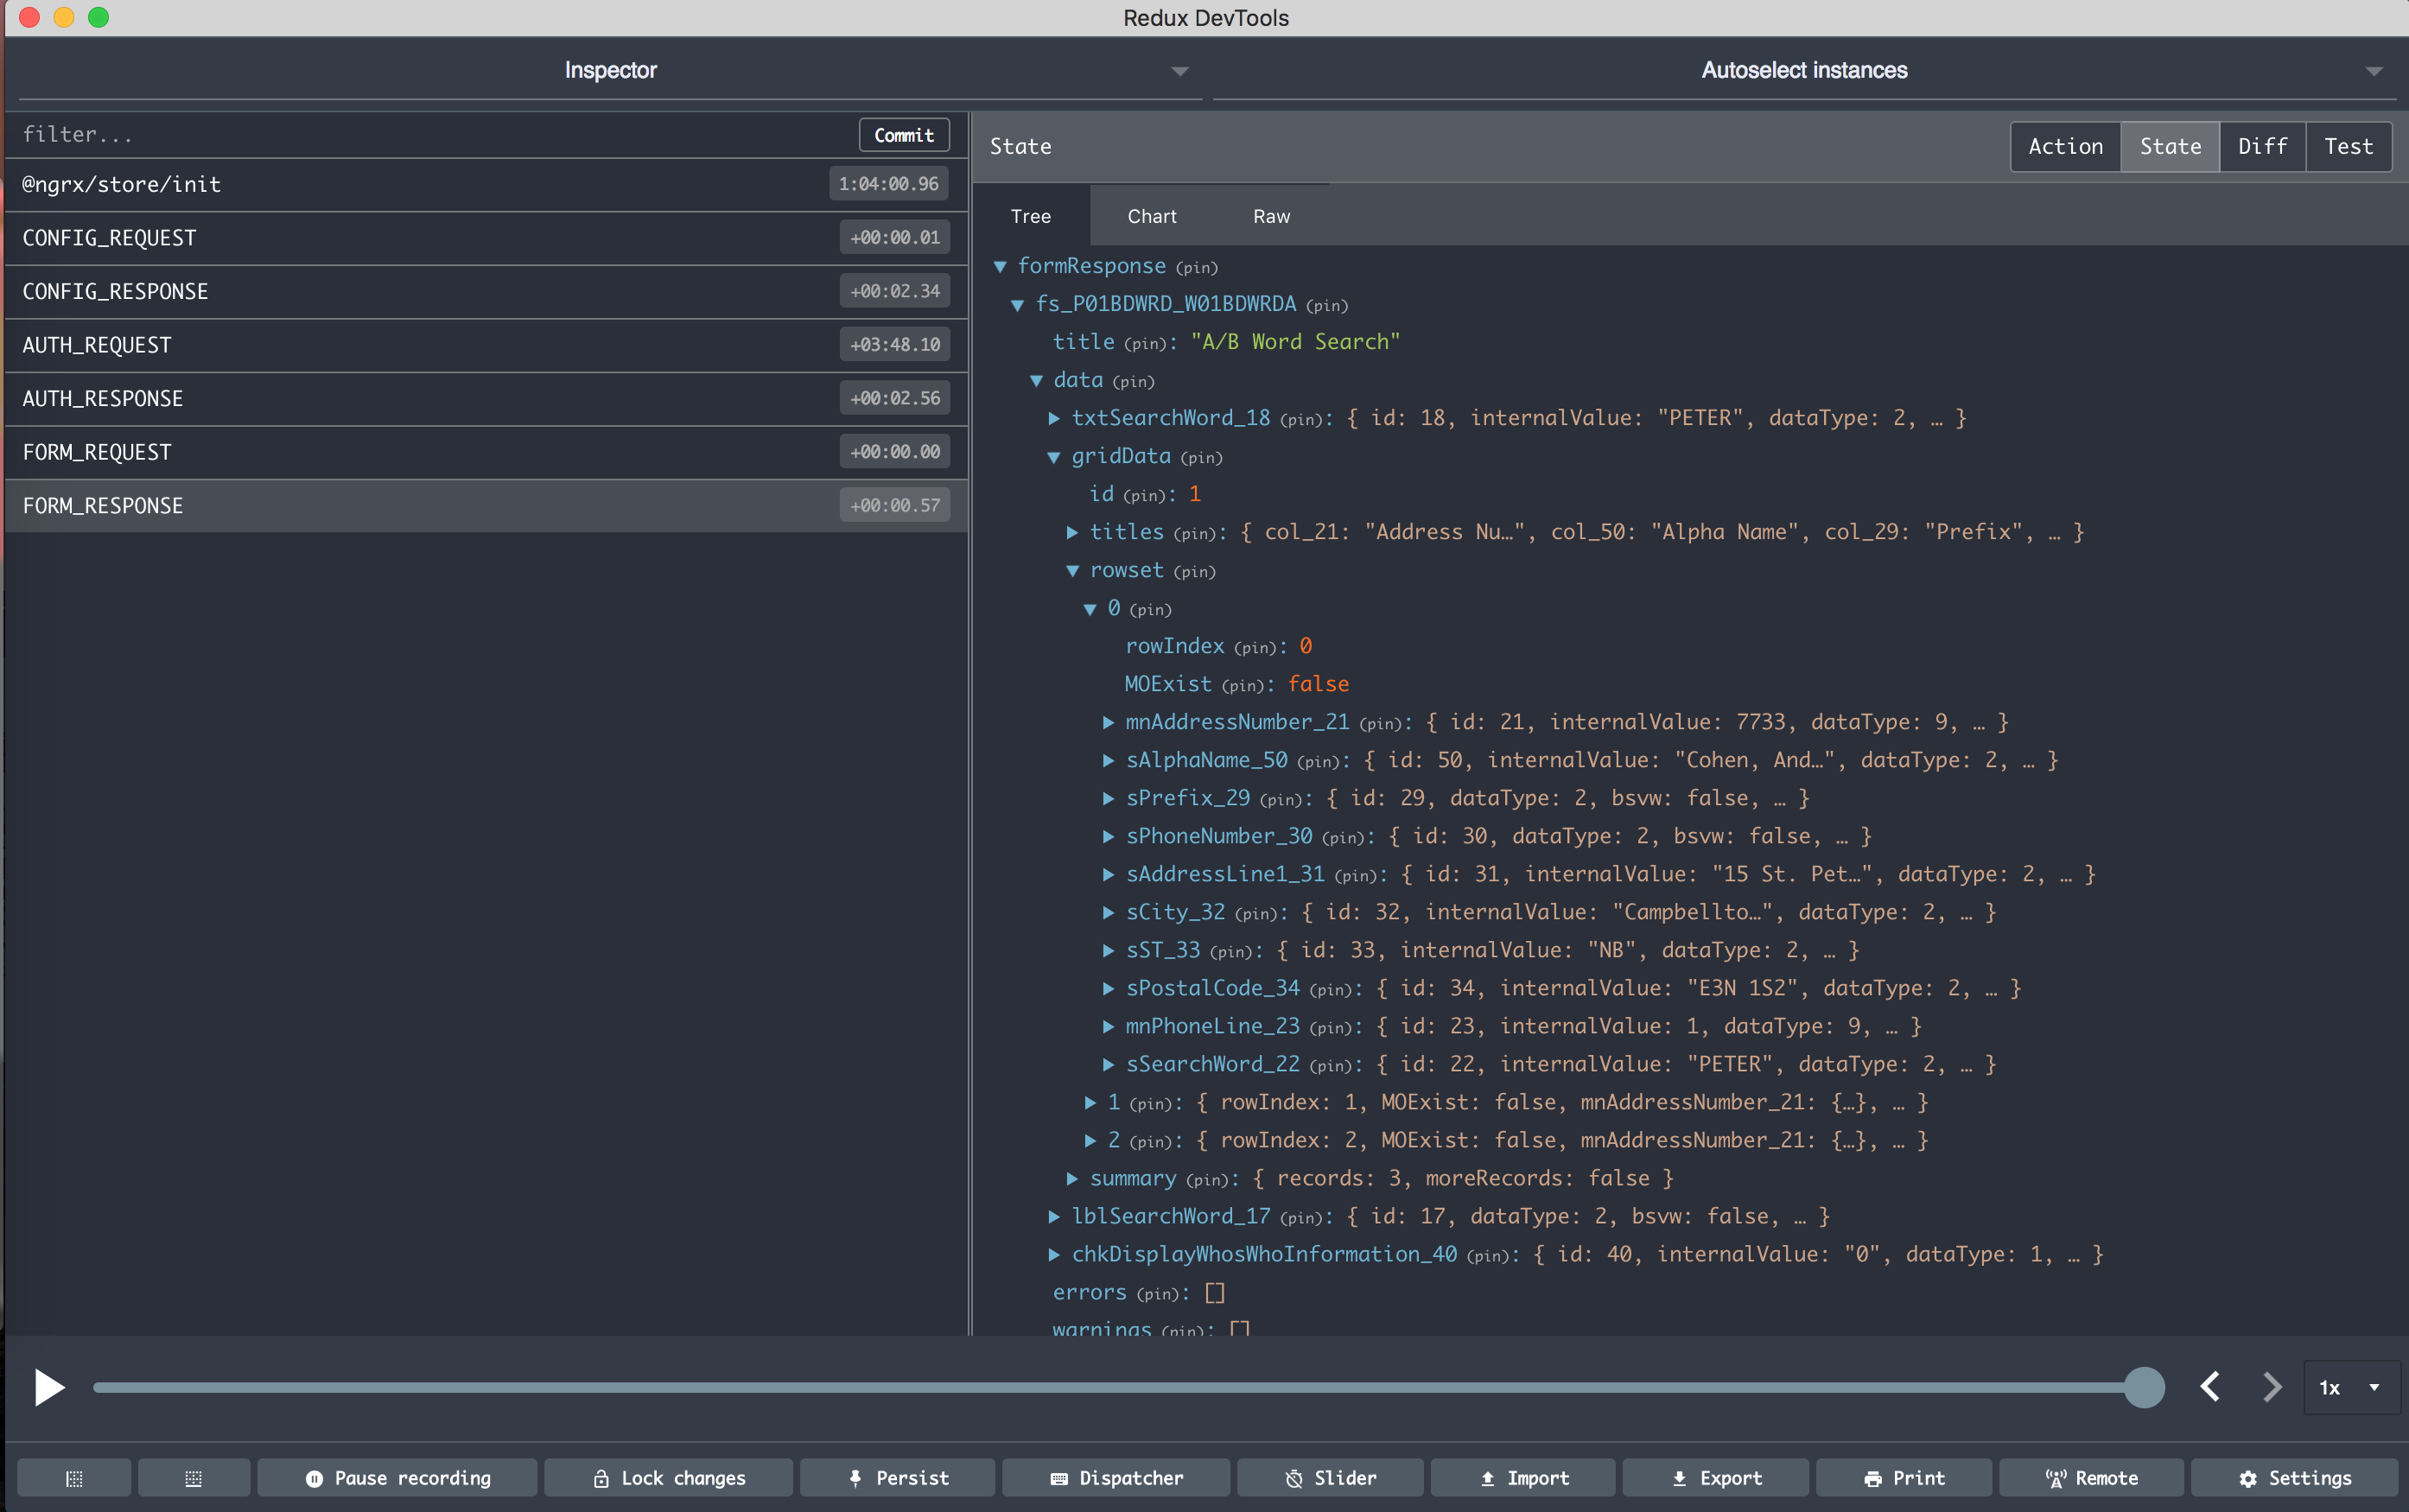 Redux DevTools
Inspector
Autoselect instances
filter...
Commit
@ngrx/store/init 1:04:00.96
CONFIG_REQUEST +00:00.01
CONFIG_RESPONSE +00:02.34
AUTH_REQUEST +03:48.10
AUTH_RESPONSE +00:02.56
FORM_REQUEST +00:00.00
FORM_RESPONSE +00:00.57
State
Action State Diff Test
Tree Chart Raw
formResponse (pin)
fs_P01BDWRD_W01BDWRDA (pin)
title (pin): "A/B Word Search"
data (pin)
txtSearchWord_18 (pin): { id: 18, internalValue: "PETER", dataType: 2, … }
gridData (pin)
id (pin): 1
titles (pin): { col_21: "Address Nu…", col_50: "Alpha Name", col_29: "Prefix", … }
rowset (pin)
0 (pin)
rowIndex (pin): 0
MOExist (pin): false
mnAddressNumber_21 (pin): { id: 21, internalValue: 7733, dataType: 9, … }
sAlphaName_50 (pin): { id: 50, internalValue: "Cohen, And…", dataType: 2, … }
sPrefix_29 (pin): { id: 29, dataType: 2, bsvw: false, … }
sPhoneNumber_30 (pin): { id: 30, dataType: 2, bsvw: false, … }
sAddressLine1_31 (pin): { id: 31, internalValue: "15 St. Pet…", dataType: 2, … }
sCity_32 (pin): { id: 32, internalValue: "Campbellto…", dataType: 2, … }
sST_33 (pin): { id: 33, internalValue: "NB", dataType: 2, … }
sPostalCode_34 (pin): { id: 34, internalValue: "E3N 1S2", dataType: 2, … }
mnPhoneLine_23 (pin): { id: 23, internalValue: 1, dataType: 9, … }
sSearchWord_22 (pin): { id: 22, internalValue: "PETER", dataType: 2, … }
1 (pin): { rowIndex: 1, MOExist: false, mnAddressNumber_21: {…}, … }
2 (pin): { rowIndex: 2, MOExist: false, mnAddressNumber_21: {…}, … }
summary (pin): { records: 3, moreRecords: false }
lblSearchWord_17 (pin): { id: 17, dataType: 2, bsvw: false, … }
chkDisplayWhosWhoInformation_40 (pin): { id: 40, internalValue: "0", dataType: 1, … }
errors (pin): []
warnings (pin): []
1x
Pause recording Lock changes Persist Dispatcher Slider Import Export Print Remote Settings